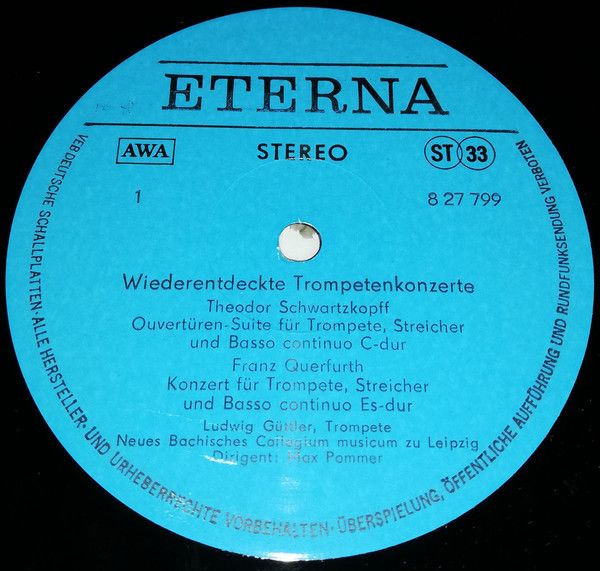 ETERNA
AWA
STEREO
ST 33
1
8 27 799
Wiederentdeckte Trompetenkonzerte
Theodor Schwartzkopff
Ouvertüren-Suite für Trompete, Streicher
und Basso continuo C-dur
Franz Querfurth
Konzert für Trompete, Streicher
und Basso continuo Es-dur
Ludwig Güttler, Trompete
Neues Bachisches Collegium musicum zu Leipzig
Dirigent: Max Pommer
VEB DEUTSCHE SCHALLPLATTEN · ALLE HERSTELLER- UND URHEBERRECHTE VORBEHALTEN · ÜBERSPIELUNG, ÖFFENTLICHE AUFFÜHRUNG UND RUNDFUNKSENDUNG VERBOTEN